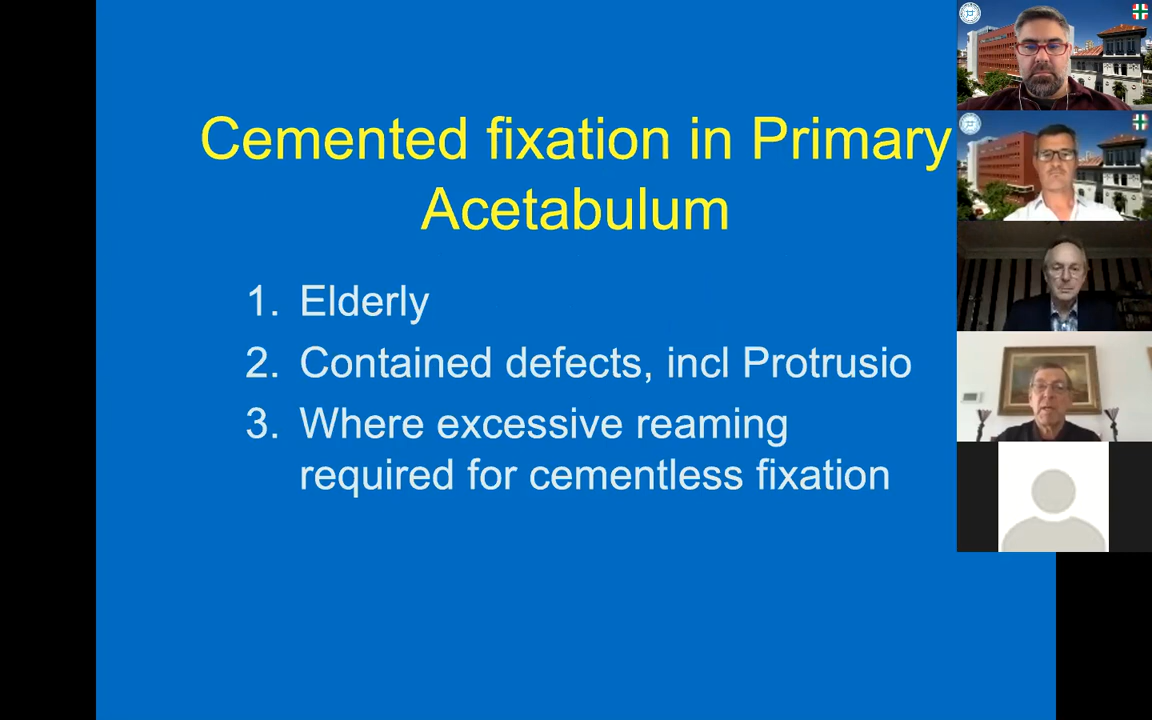 Cemented fixation in Primary
Acetabulum
1. Elderly
2. Contained defects, incl Protrusio
3. Where excessive reaming
required for cementless fixation